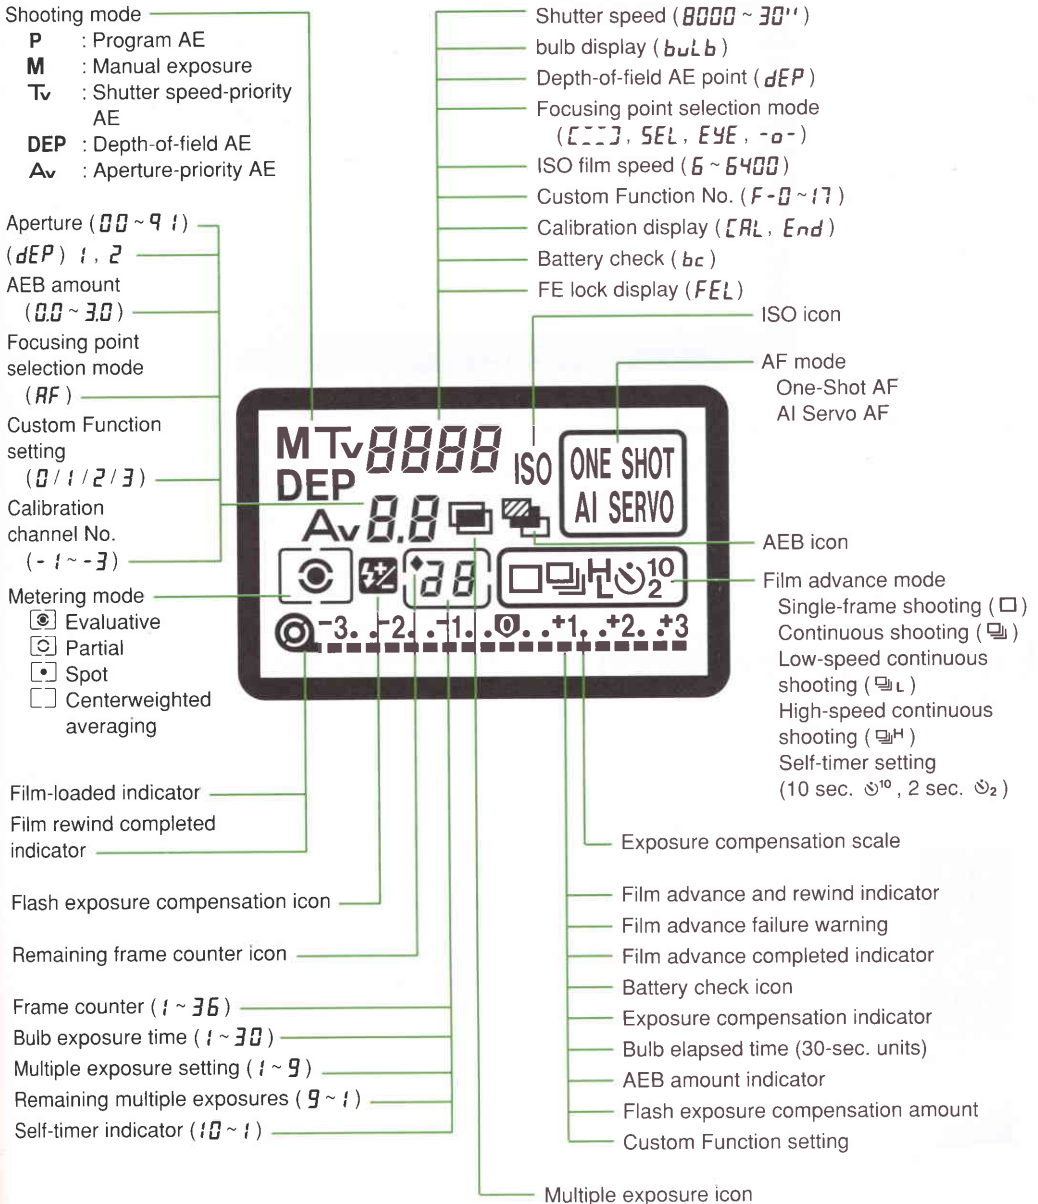 Shooting mode
P : Program AE
M : Manual exposure
Tv : Shutter speed-priority
AE
DEP : Depth-of-field AE
Av : Aperture-priority AE
Aperture (00 ~ 91)
(dEP) 1, 2
AEB amount
(0.0 ~ 3.0)
Focusing point
selection mode
(AF)
Custom Function
setting
(0/1/2/3)
Calibration
channel No.
(-1 ~ -3)
Metering mode
Evaluative
Partial
Spot
Centerweighted
averaging
Film-loaded indicator
Film rewind completed
indicator
Flash exposure compensation icon
Remaining frame counter icon
Frame counter (1 ~ 36)
Bulb exposure time (1 ~ 30)
Multiple exposure setting (1 ~ 9)
Remaining multiple exposures (9 ~ 1)
Self-timer indicator (10 ~ 1)
Shutter speed (8000 ~ 30'')
bulb display (buLb)
Depth-of-field AE point (dEP)
Focusing point selection mode
([---], SEL, EYE, -o-)
ISO film speed (6 ~ 6400)
Custom Function No. (F-0 ~ 17)
Calibration display (CAL, End)
Battery check (bc)
FE lock display (FEL)
ISO icon
AF mode
One-Shot AF
AI Servo AF
M Tv 8888 ISO ONE SHOT
DEP AI SERVO
Av 8.8
38 H L 10 2
-3. .-2. .-1. .0. .+1. .+2. .+3
AEB icon
Film advance mode
Single-frame shooting (□)
Continuous shooting ( )
Low-speed continuous
shooting ( L)
High-speed continuous
shooting ( H)
Self-timer setting
(10 sec. 10, 2 sec. 2)
Exposure compensation scale
Film advance and rewind indicator
Film advance failure warning
Film advance completed indicator
Battery check icon
Exposure compensation indicator
Bulb elapsed time (30-sec. units)
AEB amount indicator
Flash exposure compensation amount
Custom Function setting
Multiple exposure icon